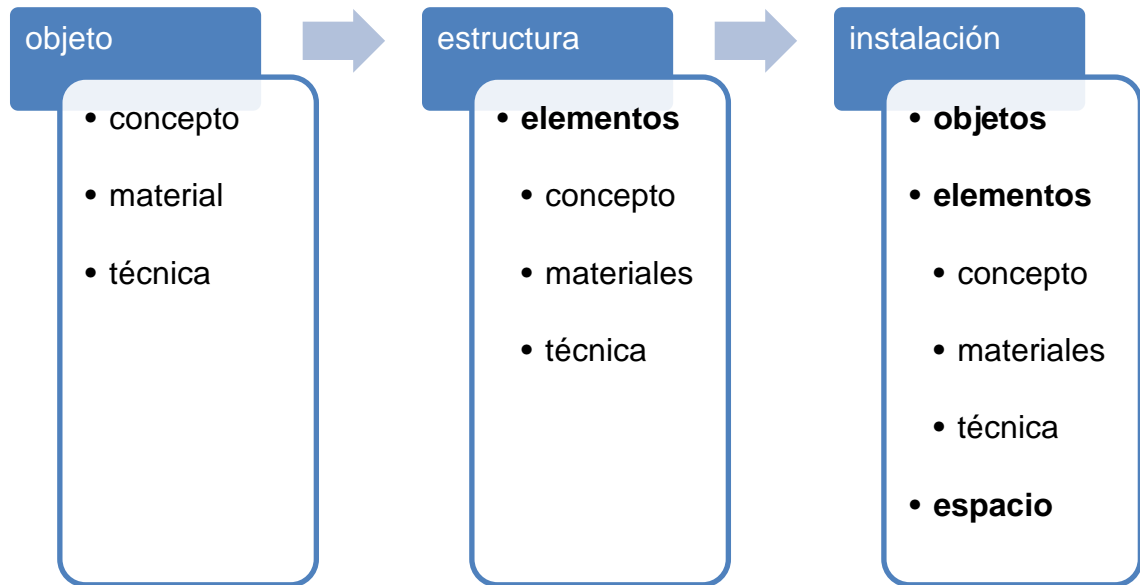 objeto
• concepto
• material
• técnica
estructura
• elementos
• concepto
• materiales
• técnica
instalación
• objetos
• elementos
• concepto
• materiales
• técnica
• espacio